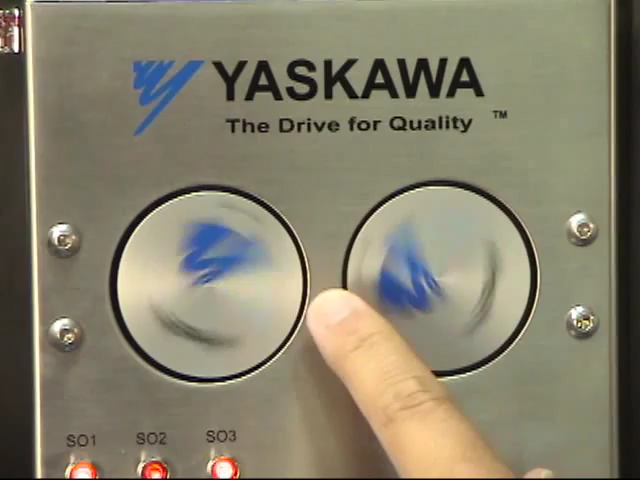 YASKAWA
The Drive for Quality ™
SO1 SO2 SO3